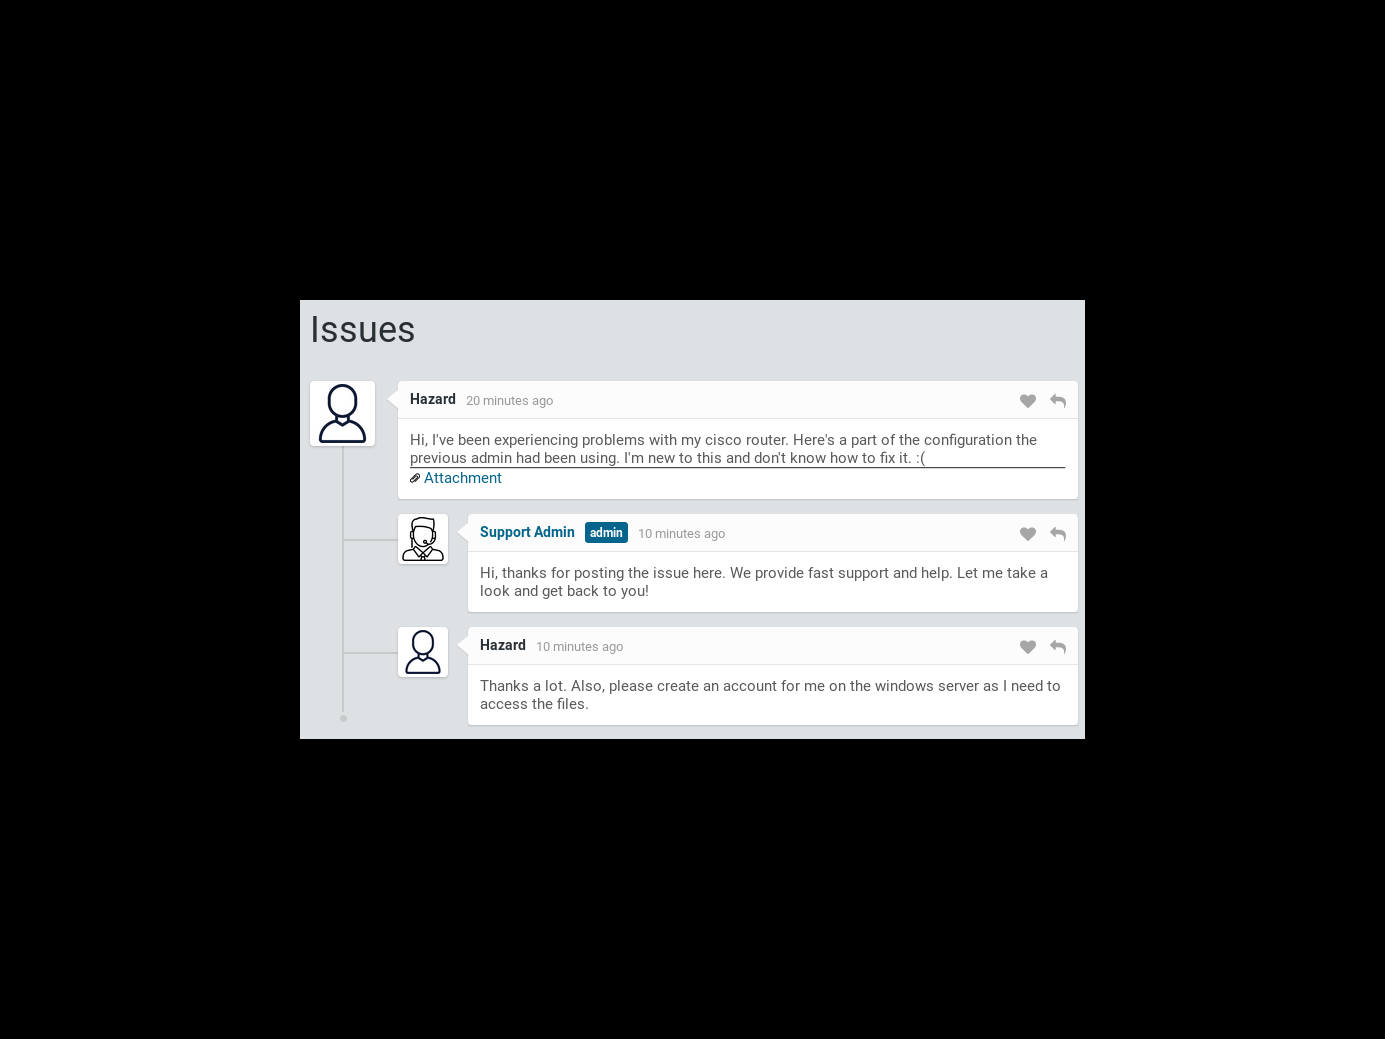 Issues
Hazard 20 minutes ago
Hi, I've been experiencing problems with my cisco router. Here's a part of the configuration the
previous admin had been using. I'm new to this and don't know how to fix it. :(
Attachment
Support Admin admin 10 minutes ago
Hi, thanks for posting the issue here. We provide fast support and help. Let me take a
look and get back to you!
Hazard 10 minutes ago
Thanks a lot. Also, please create an account for me on the windows server as I need to
access the files.